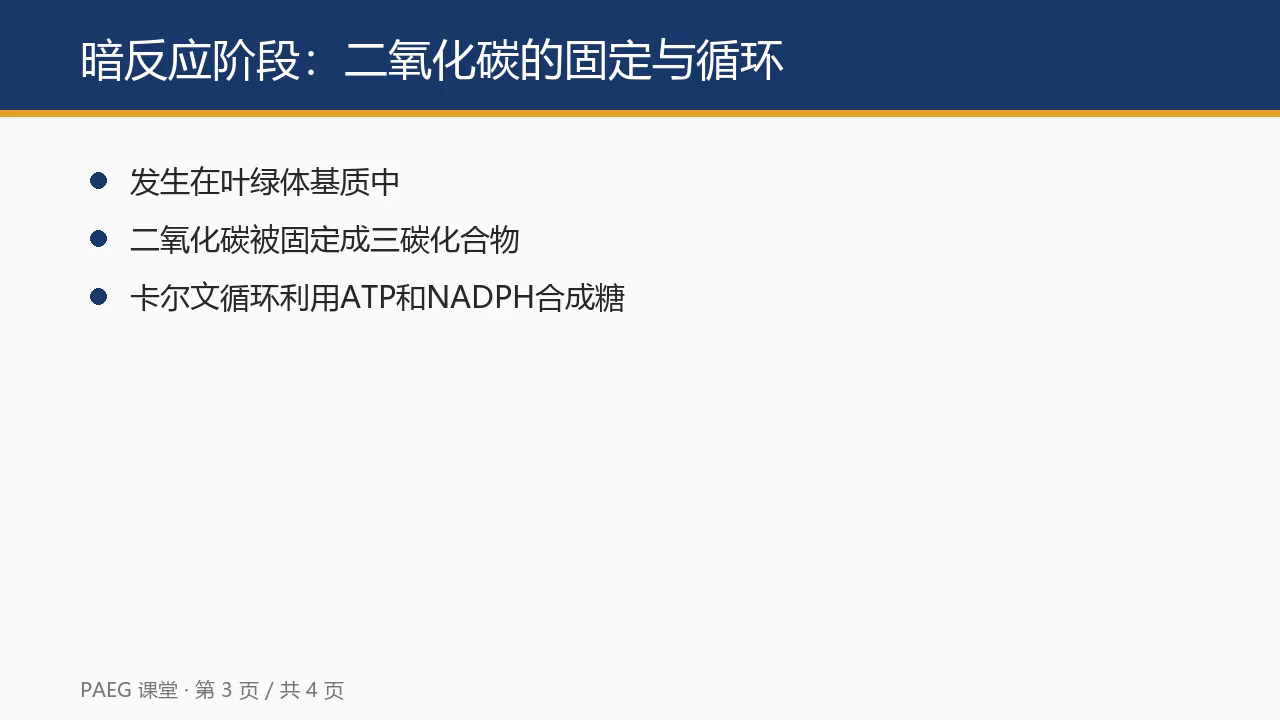 暗反应阶段：二氧化碳的固定与循环
发生在叶绿体基质中
二氧化碳被固定成三碳化合物
卡尔文循环利用ATP和NADPH合成糖
PAEG 课堂 · 第 3 页 / 共 4 页